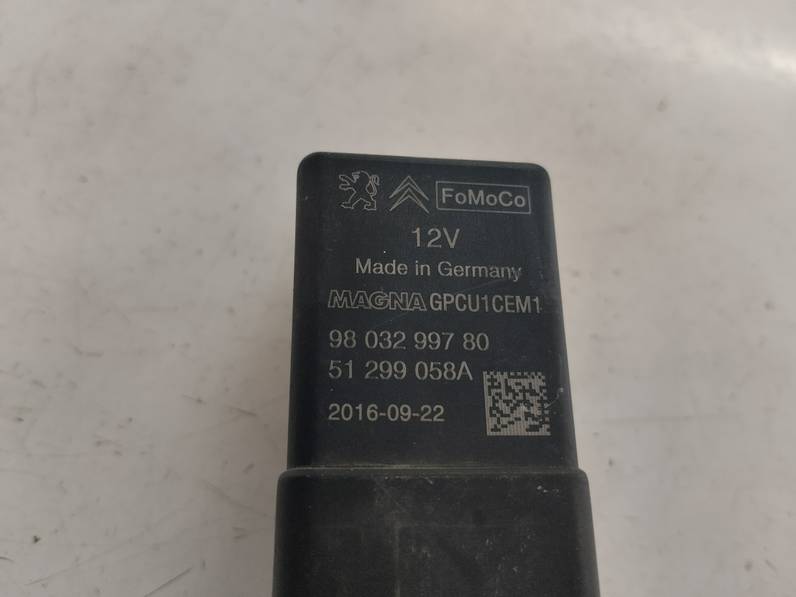 FoMoCo
12V
Made in Germany
MAGNA GPCU1CEM1
98 032 997 80
51 299 058A
2016-09-22